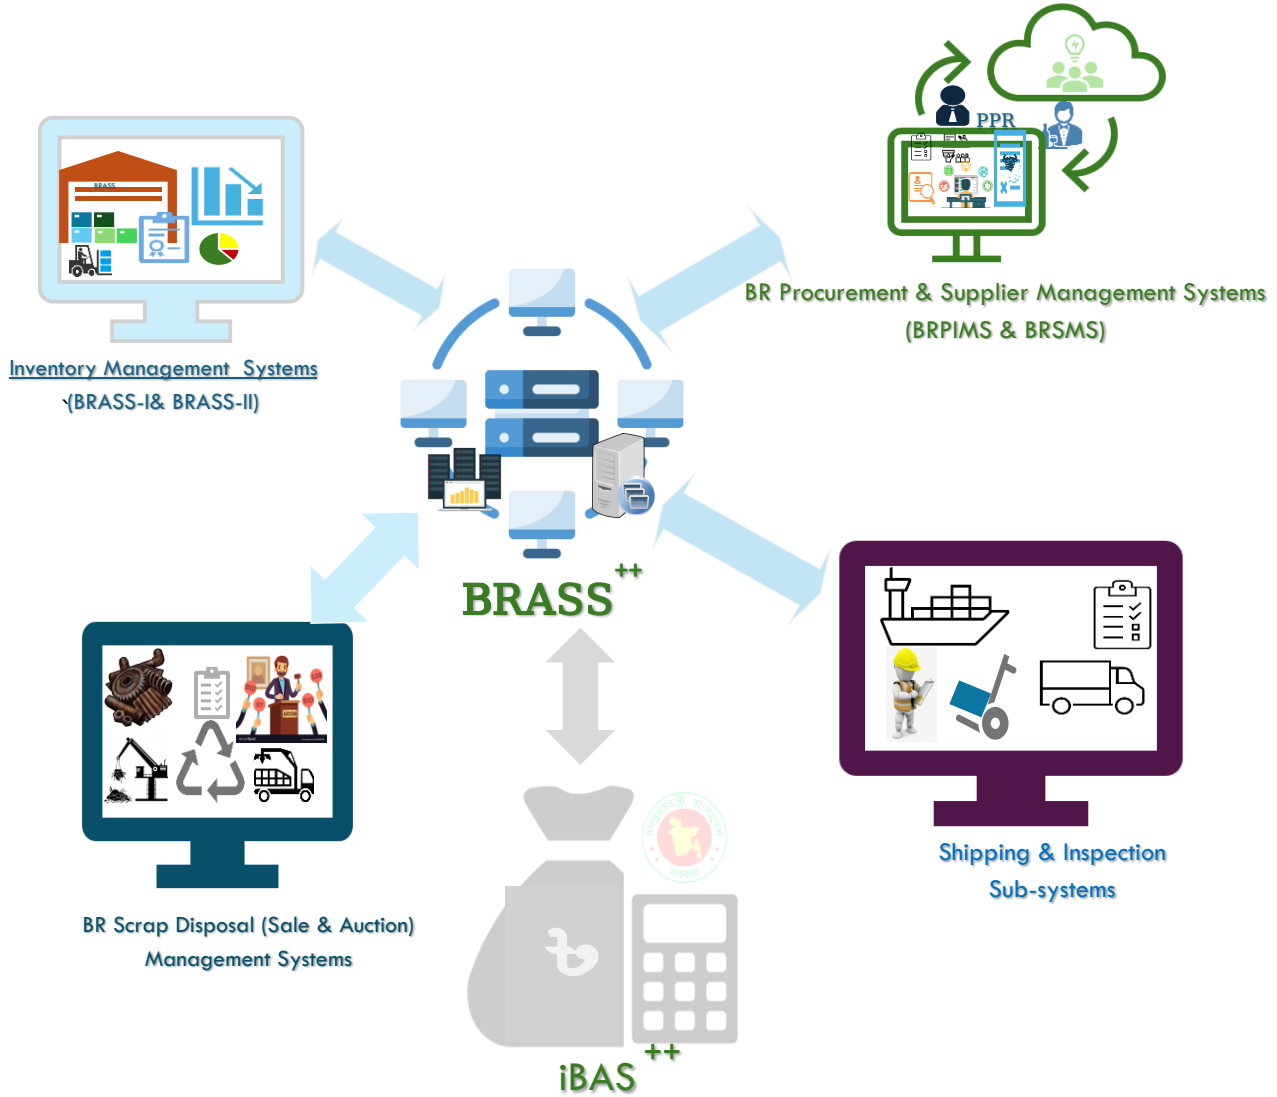 PPR
BRASS
BR Procurement & Supplier Management Systems
(BRPIMS & BRSMS)
Inventory Management Systems
`(BRASS-I& BRASS-II)
BRASS++
Shipping & Inspection
Sub-systems
BR Scrap Disposal (Sale & Auction)
Management Systems
৳
iBAS++